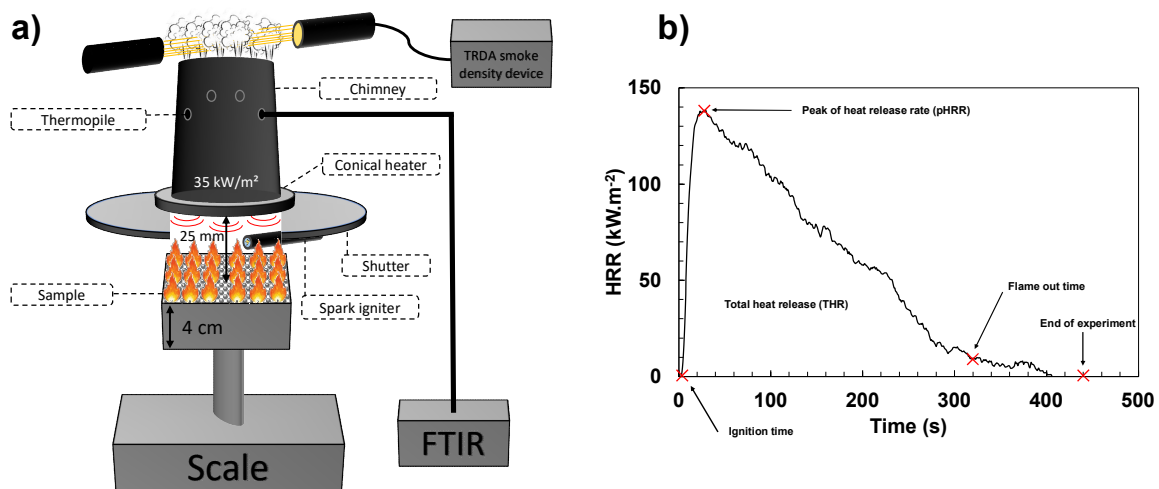 a)
TRDA smoke
density device
Chimney
Thermopile
Conical heater
35 kW/m²
25 mm
Shutter
Sample
Spark igniter
4 cm
FTIR
Scale
b)
150
Peak of heat release rate (pHRR)
100
HRR (kW.m-2)
50
Total heat release (THR)
Flame out time
End of experiment
0
0
100
200
300
400
500
Ignition time
Time (s)